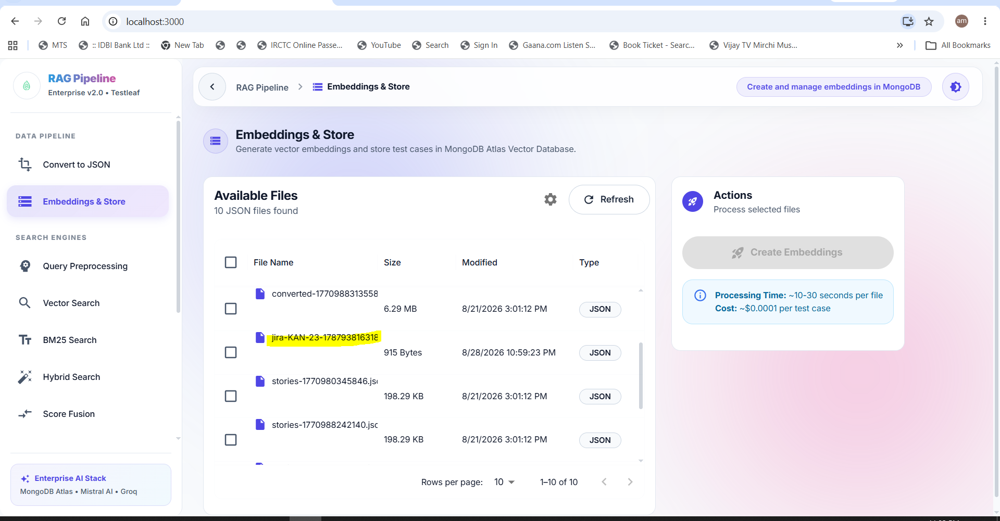 localhost:3000
am
MTS
:: IDBI Bank Ltd ::
New Tab
IRCTC Online Passe...
YouTube
Search
Sign In
Gaana.com Listen S...
Book Ticket - Searc...
Vijay TV Mirchi Mus...
All Bookmarks
RAG Pipeline
Enterprise v2.0 • Testleaf
DATA PIPELINE
Convert to JSON
Embeddings & Store
SEARCH ENGINES
Query Preprocessing
Vector Search
BM25 Search
Hybrid Search
Score Fusion
Enterprise AI Stack
MongoDB Atlas • Mistral AI • Groq
RAG Pipeline
Embeddings & Store
Create and manage embeddings in MongoDB
Embeddings & Store
Generate vector embeddings and store test cases in MongoDB Atlas Vector Database.
Available Files
10 JSON files found
Refresh
File Name Size Modified Type
converted-1770988313558
6.29 MB 8/21/2026 3:01:12 PM JSON
jira-KAN-23-178793816318
915 Bytes 8/28/2026 10:59:23 PM JSON
stories-1770980345846.jso
198.29 KB 8/21/2026 3:01:12 PM JSON
stories-1770988242140.jsc
198.29 KB 8/21/2026 3:01:12 PM JSON
Rows per page: 10 1–10 of 10
Actions
Process selected files
Create Embeddings
Processing Time: ~10-30 seconds per file
Cost: ~$0.0001 per test case